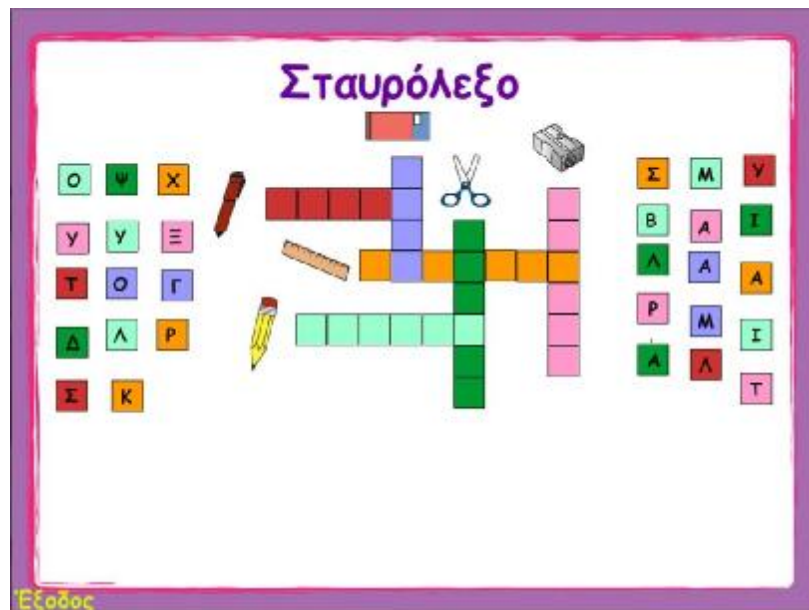 Σταυρόλεξο
Ο Ψ Χ
Σ Μ Υ
Υ Υ Ξ
Β Α Ι
Τ Ο Γ
Λ Α Α
Δ Λ Ρ
Ρ Μ Ι
Σ Κ
Α Λ Τ
Έξοδος